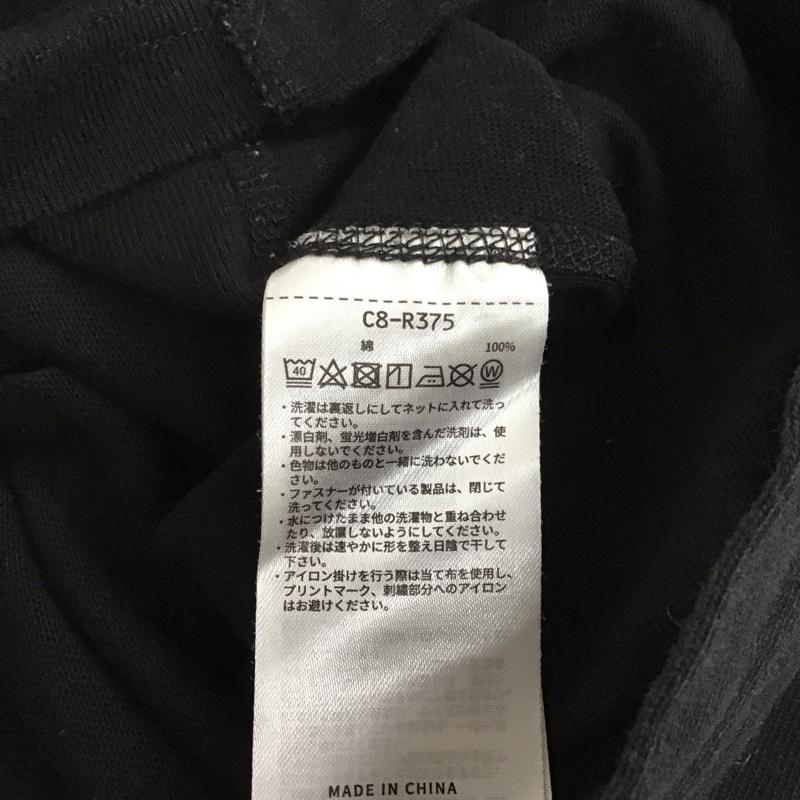 C8-R375
綿 100%
40 W
・洗濯は裏返しにしてネットに入れて洗っ
てください。
・漂白剤、蛍光増白剤を含んだ洗剤は、使
用しないでください。
・色物は他のものと一緒に洗わないでくだ
さい。
・ファスナーが付いている製品は、閉じて
洗ってください。
・水につけたまま他の洗濯物と重ね合わせ
たり、放置しないようにしてください。
・洗濯後は速やかに形を整え日陰で干して
下さい。
・アイロン掛けを行う際は当て布を使用し、
プリントマーク、刺繍部分へのアイロン
はお避けください。
MADE IN CHINA